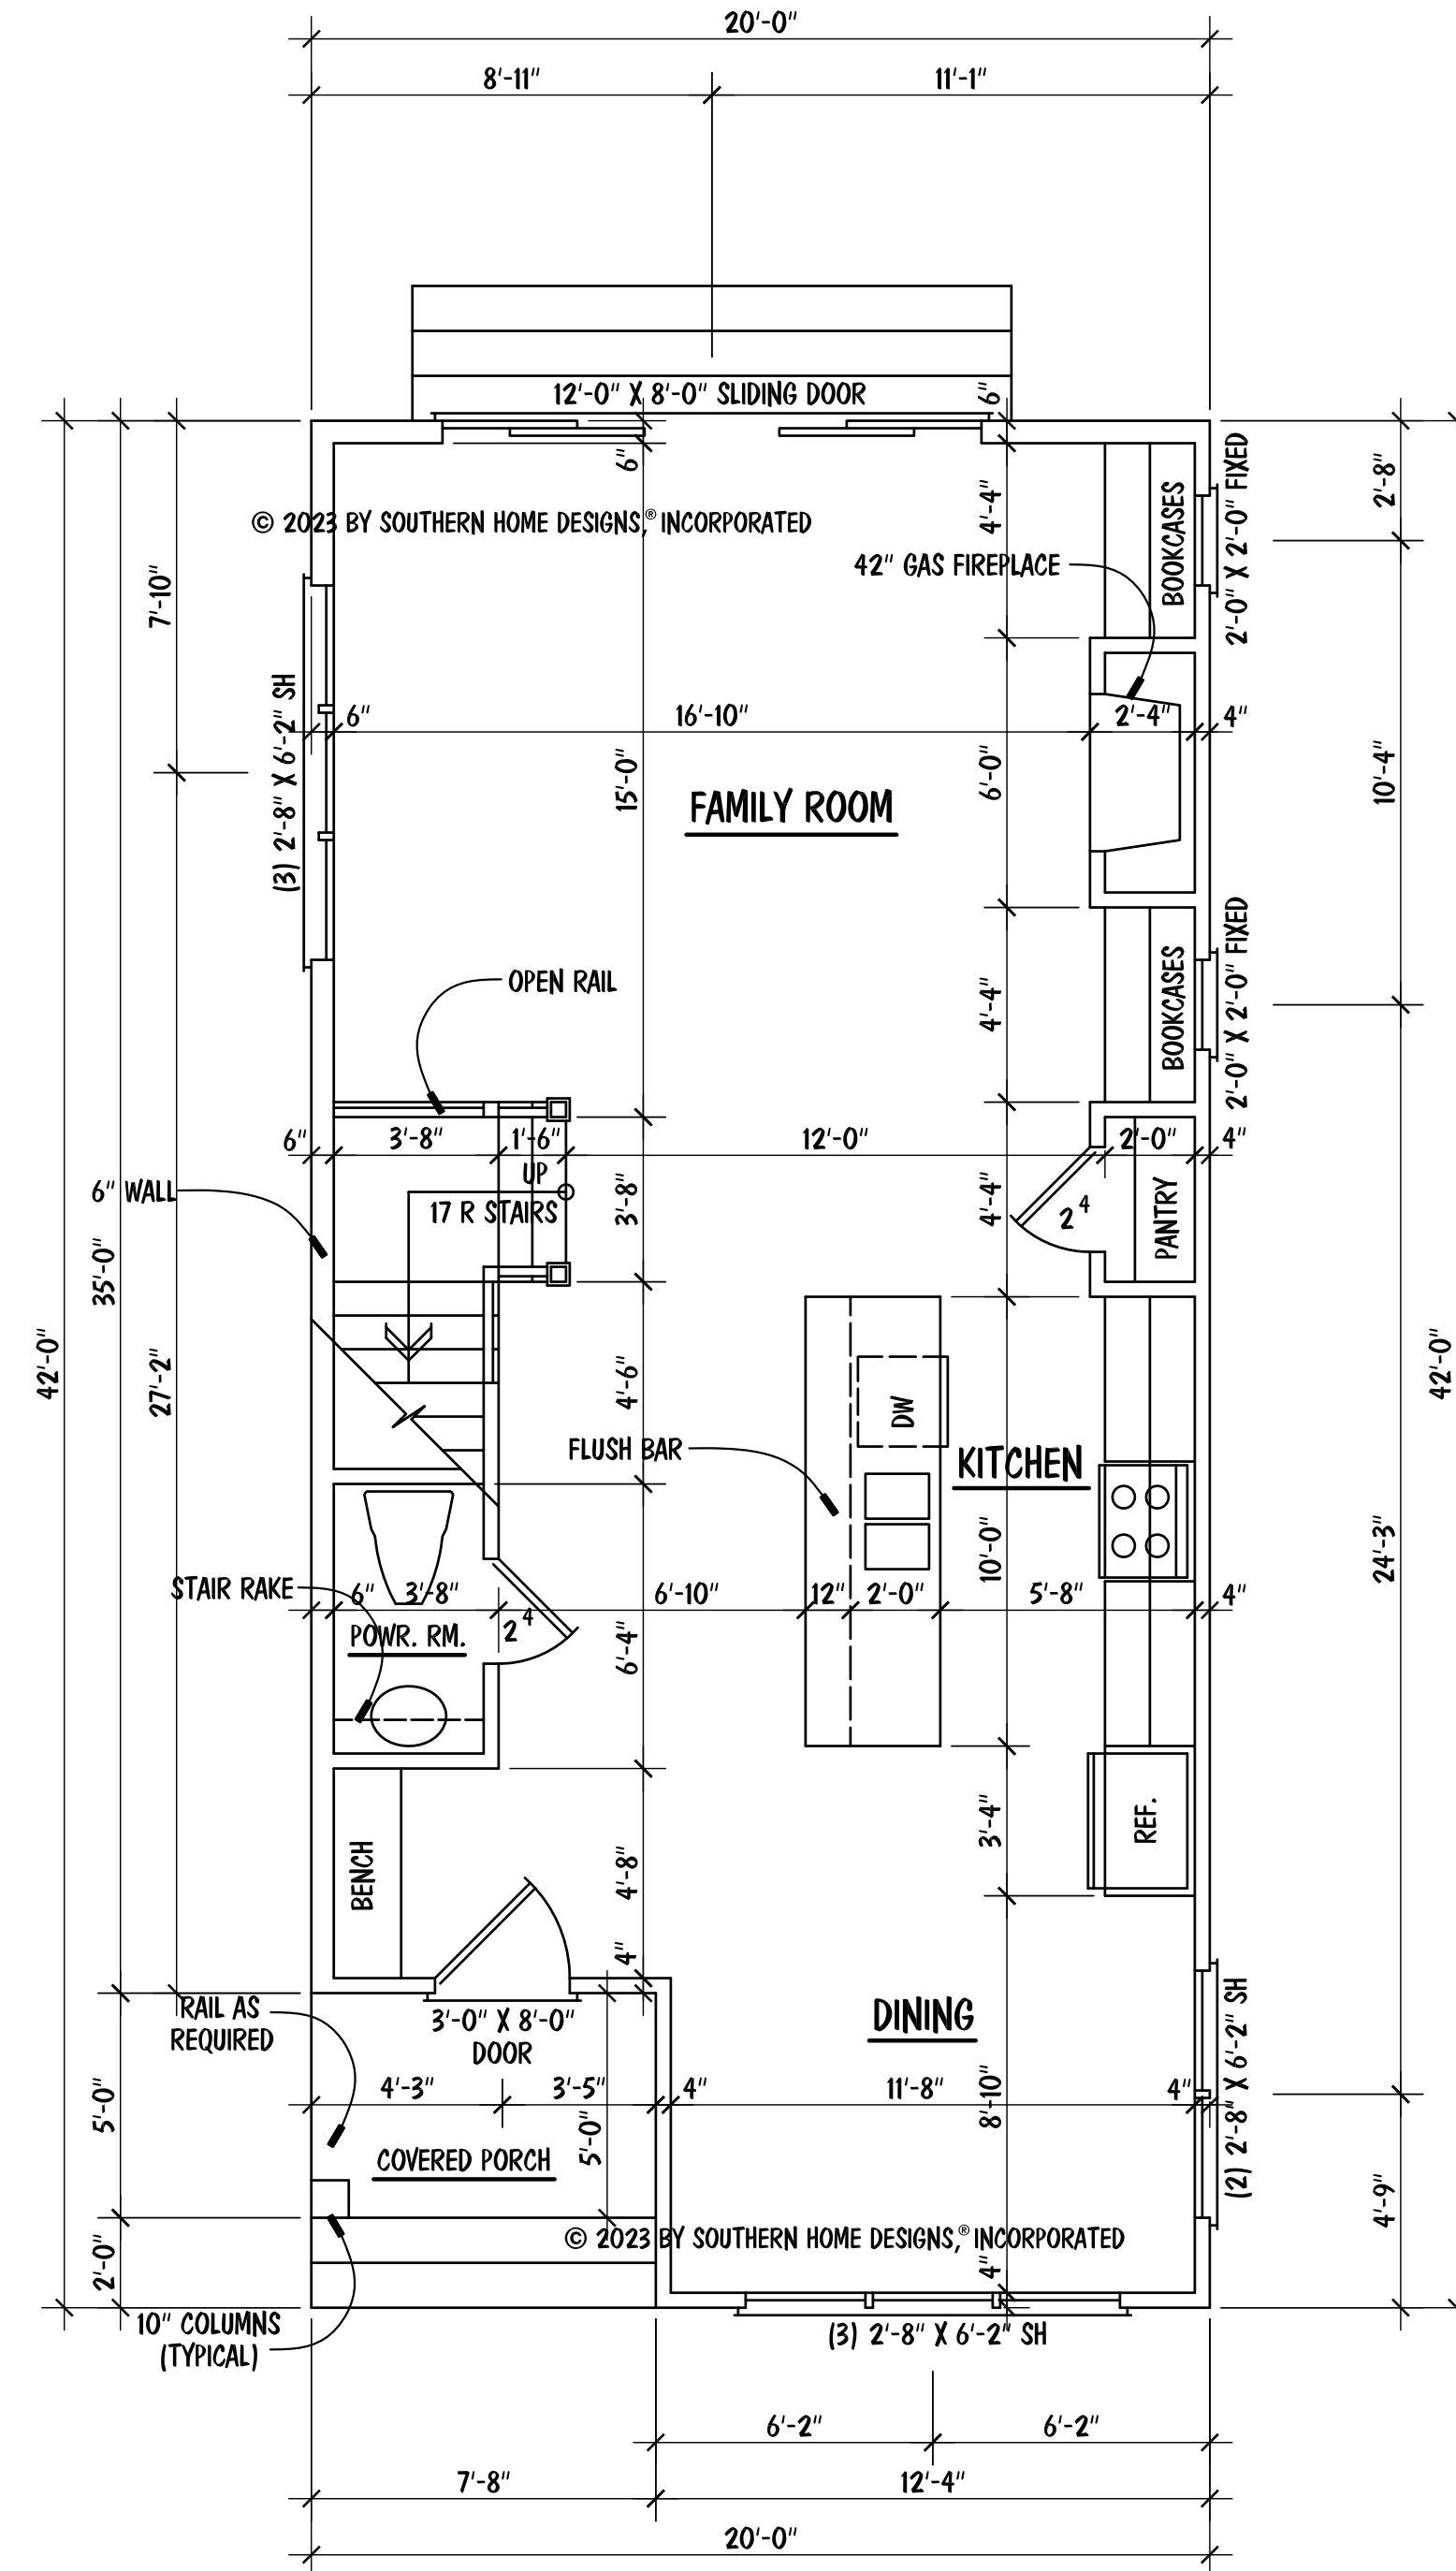 20'-0"
8'-11"
11'-1"
12'-0" X 8'-0" SLIDING DOOR
6"
6"
© 2023 BY SOUTHERN HOME DESIGNS,® INCORPORATED
4'-4"
BOOKCASES
2'-0" X 2'-0" FIXED
2'-8"
42" GAS FIREPLACE
7'-10"
(3) 2'-8" X 6'-2" SH
6"
16'-10"
2'-4"
4"
15'-0"
6'-0"
10'-4"
FAMILY ROOM
OPEN RAIL
4'-4"
BOOKCASES
2'-0" X 2'-0" FIXED
6"
3'-8"
1'-6"
12'-0"
2'-0"
4"
UP
17 R STAIRS
3'-8"
4'-4"
2 4
PANTRY
6" WALL
35'-0"
42'-0"
27'-2"
42'-0"
4'-6"
DW
FLUSH BAR
KITCHEN
10'-0"
24'-3"
STAIR RAKE
6"
3'-8"
6'-10"
12"
2'-0"
5'-8"
4"
POWR. RM.
2 4
6'-4"
3'-4"
REF.
BENCH
4'-8"
4"
RAIL AS
REQUIRED
3'-0" X 8'-0"
DOOR
DINING
(2) 2'-8" X 6'-2" SH
4'-3"
3'-5"
4"
11'-8"
4"
5'-0"
5'-0"
8'-10"
COVERED PORCH
4'-9"
2'-0"
© 2023 BY SOUTHERN HOME DESIGNS,® INCORPORATED
4"
10" COLUMNS
(TYPICAL)
(3) 2'-8" X 6'-2" SH
6'-2"
6'-2"
7'-8"
12'-4"
20'-0"